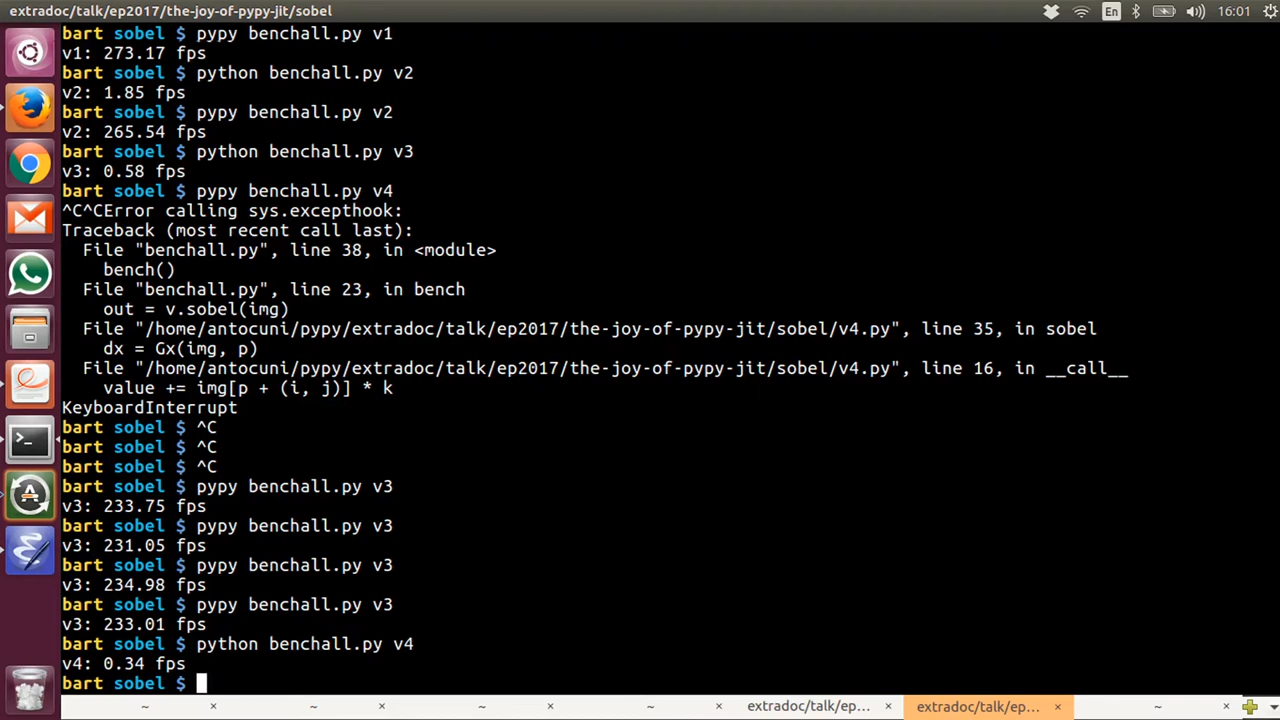 extradoc/talk/ep2017/the-joy-of-pypy-jit/sobel
En
16:01
bart sobel $ pypy benchall.py v1
v1: 273.17 fps
bart sobel $ python benchall.py v2
v2: 1.85 fps
bart sobel $ pypy benchall.py v2
v2: 265.54 fps
bart sobel $ python benchall.py v3
v3: 0.58 fps
bart sobel $ pypy benchall.py v4
^C^CError calling sys.excepthook:
Traceback (most recent call last):
  File "benchall.py", line 38, in <module>
    bench()
  File "benchall.py", line 23, in bench
    out = v.sobel(img)
  File "/home/antocuni/pypy/extradoc/talk/ep2017/the-joy-of-pypy-jit/sobel/v4.py", line 35, in sobel
    dx = Gx(img, p)
  File "/home/antocuni/pypy/extradoc/talk/ep2017/the-joy-of-pypy-jit/sobel/v4.py", line 16, in __call__
    value += img[p + (i, j)] * k
KeyboardInterrupt
bart sobel $ ^C
bart sobel $ ^C
bart sobel $ ^C
bart sobel $ pypy benchall.py v3
v3: 233.75 fps
bart sobel $ pypy benchall.py v3
v3: 231.05 fps
bart sobel $ pypy benchall.py v3
v3: 234.98 fps
bart sobel $ pypy benchall.py v3
v3: 233.01 fps
bart sobel $ python benchall.py v4
v4: 0.34 fps
bart sobel $
~ × ~ × ~ × ~ × extradoc/talk/ep... × extradoc/talk/ep... × ~ ×